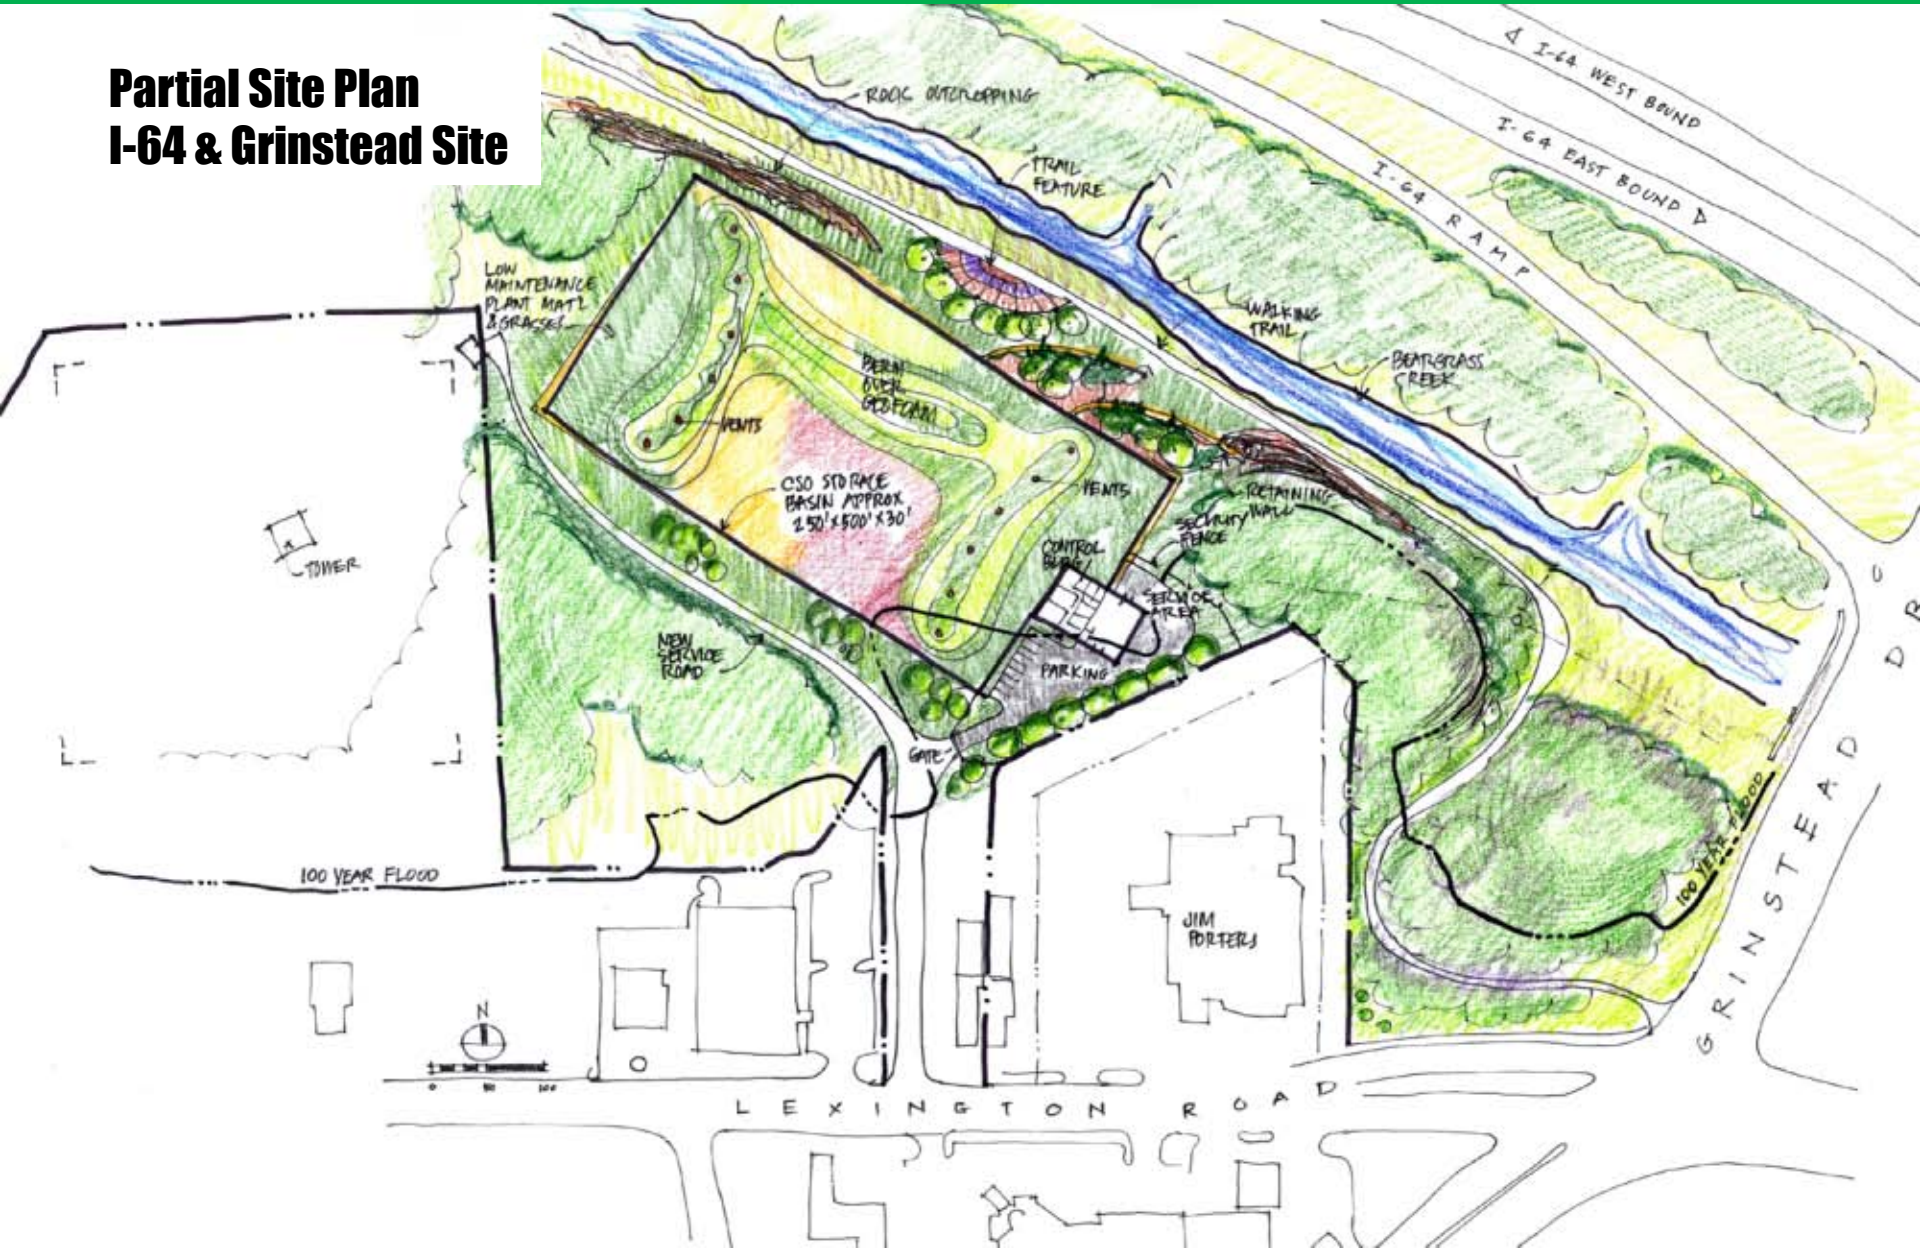 Partial Site Plan
I-64 & Grinstead Site
I-64 WEST BOUND
I-64 EAST BOUND
I-64 RAMP
ROCK OUTCROPPING
TRAIL
FEATURE
LOW
MAINTENANCE
PLANT MAT'L
& GRASSES
WALKING
TRAIL
BEARGRASS
CREEK
BERM
OVER
GEOFOAM
VENTS
CSO STORAGE
BASIN APPROX
250'X500'X30'
VENTS
RETAINING
WALL
SECURITY
FENCE
CONTROL
BLDG
SERVICE
AREA
TOWER
NEW
SERVICE
ROAD
PARKING
GATE
100 YEAR FLOOD
100 YEAR FLOOD
JIM
PORTERS
GRINSTEAD DR
N
0 50 100
LEXINGTON ROAD